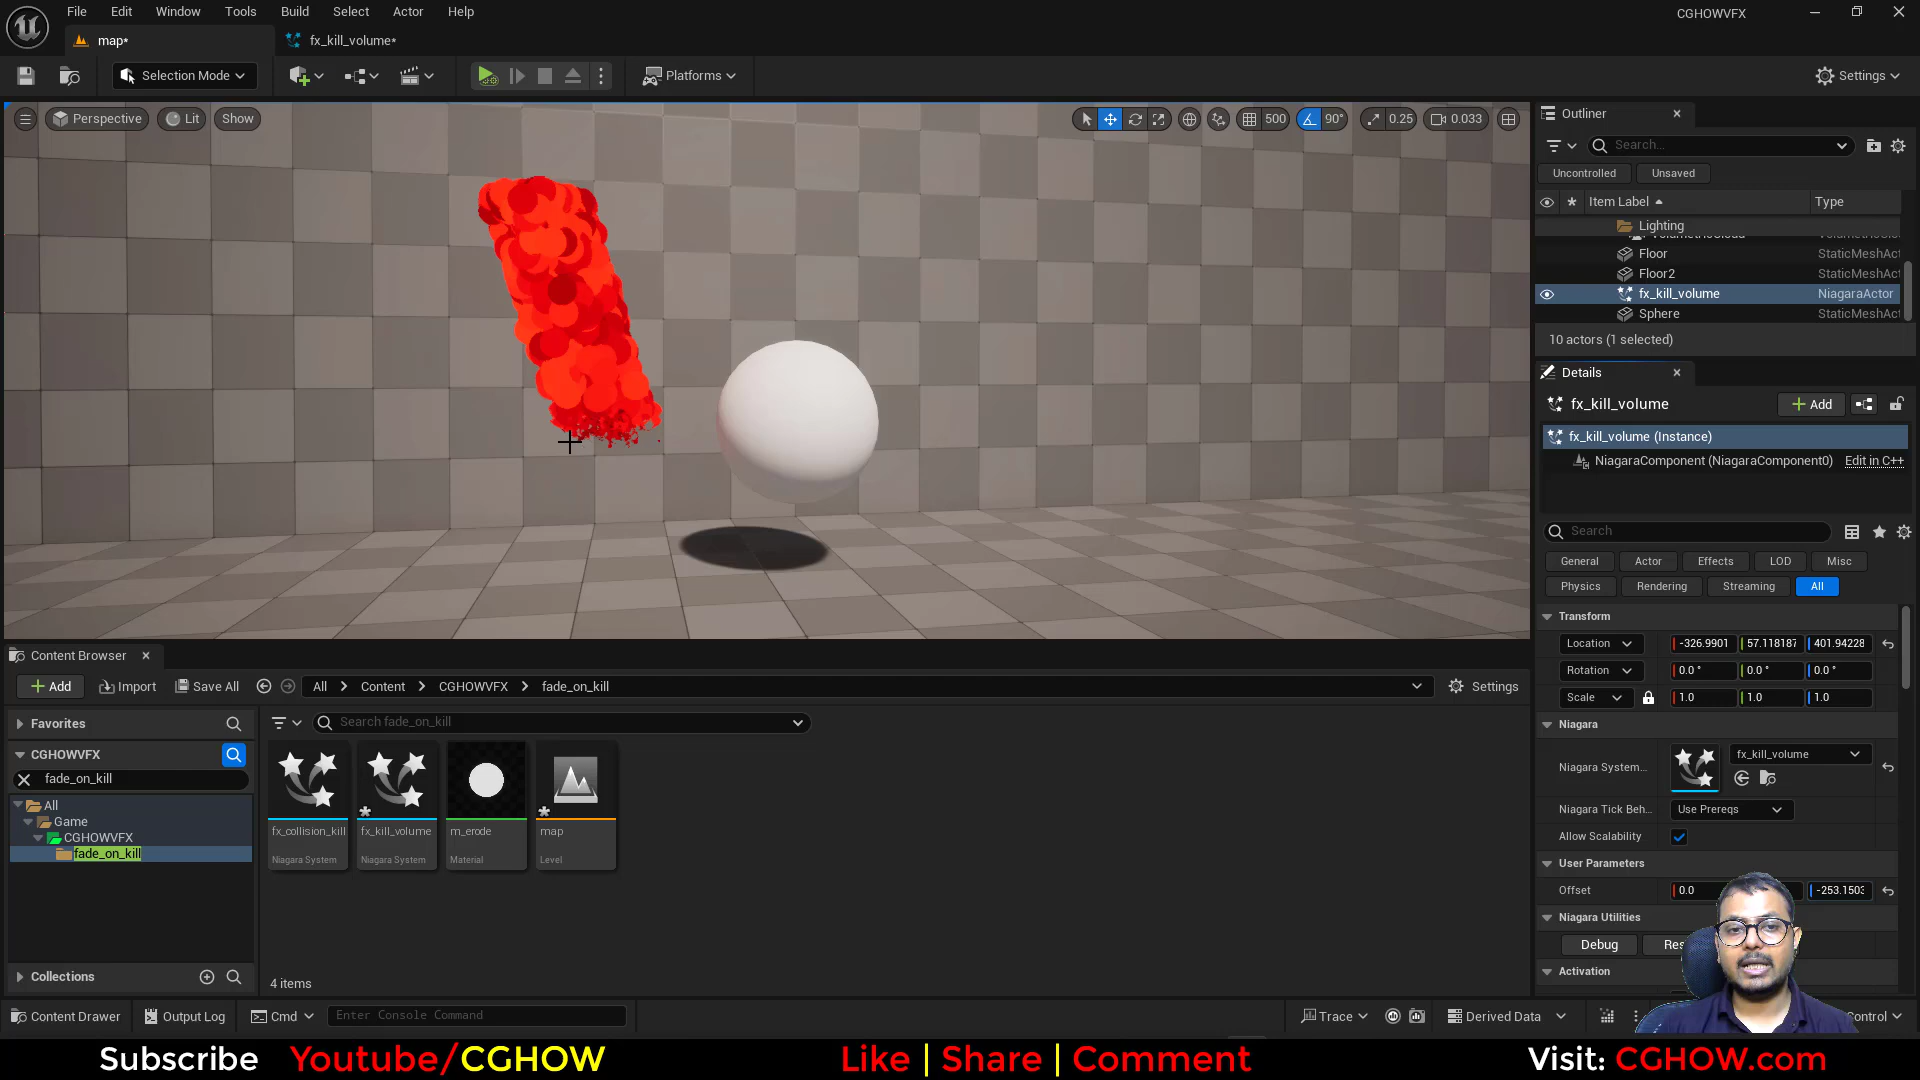 File Edit Window Tools Build Select Actor Help
CGHOWVFX
map*
fx_kill_volume*
Selection Mode
Platforms
Settings
Perspective
Lit
Show
500
90°
0.25
0.033
Outliner
Search...
Uncontrolled
Unsaved
Item Label
Type
Lighting
Floor
StaticMeshAct
Floor2
StaticMeshAct
fx_kill_volume
NiagaraActor
Sphere
StaticMeshAct
10 actors (1 selected)
Details
fx_kill_volume
Add
fx_kill_volume (Instance)
NiagaraComponent (NiagaraComponent0)
Edit in C++
Search
General
Actor
Effects
LOD
Misc
Physics
Rendering
Streaming
All
Transform
Location
-326.9901
57.118187
401.94228
Rotation
0.0 °
0.0 °
0.0 °
Scale
1.0
1.0
1.0
Niagara
Niagara System...
fx_kill_volume
Niagara Tick Beh...
Use Prereqs
Allow Scalability
User Parameters
Offset
0.0
Niagara Utilities
Debug
Res
Activation
Content Browser
Add
Import
Save All
All
Content
CGHOWVFX
fade_on_kill
Settings
Favorites
Search fade_on_kill
CGHOWVFX
fade_on_kill
All
Game
CGHOWVFX
fade_on_kill
fx_collision_kill
Niagara System
fx_kill_volume
Niagara System
m_erode
Material
map
Level
Collections
4 items
Content Drawer
Output Log
Cmd
Enter Console Command
Trace
Derived Data
Control
Subscribe Youtube/CGHOW
Like | Share | Comment
Visit: CGHOW.com